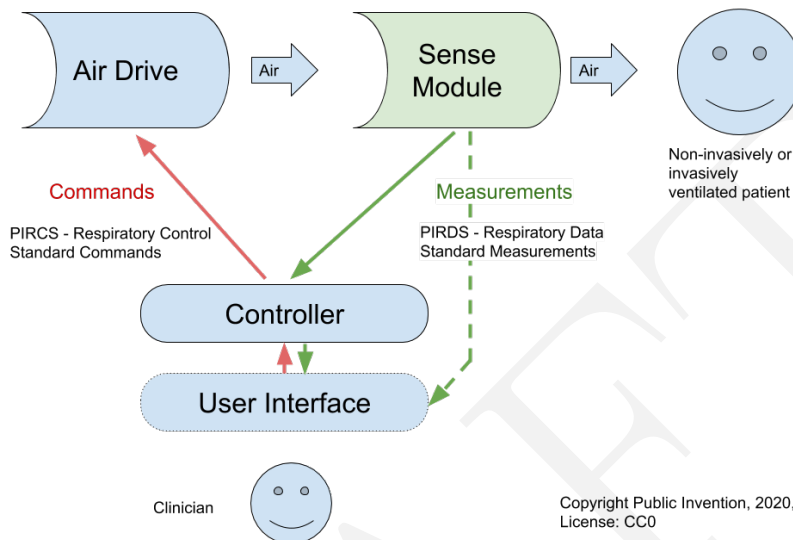 Air Drive
Air
Sense
Module
Air
Non-invasively or
invasively
ventilated patient
Commands
PIRCS - Respiratory Control
Standard Commands
Measurements
PIRDS - Respiratory Data
Standard Measurements
Controller
User Interface
Clinician
Copyright Public Invention, 2020,
License: CC0